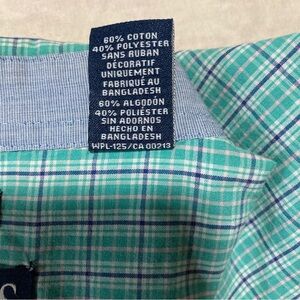 60% COTON
40% POLYESTER
SANS RUBAN
DÉCORATIF
UNIQUEMENT
FABRIQUÉ AU
BANGLADESH
60% ALGODÓN
40% POLIÉSTER
SIN ADORNOS
HECHO EN
BANGLADESH
WPL-125/CA 00213